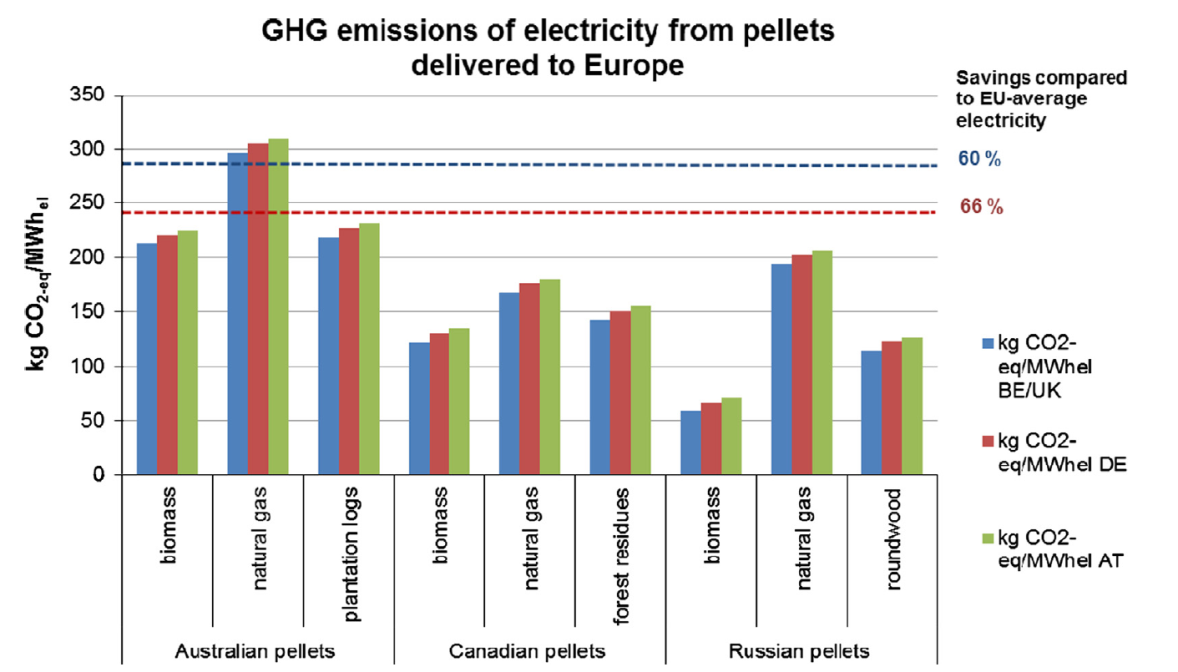 GHG emissions of electricity from pellets
delivered to Europe
Savings compared
to EU-average
electricity
60 %
66 %
kg CO2-eq/MWhel
350
300
250
200
150
100
50
0
biomass
natural gas
plantation logs
biomass
natural gas
forest residues
biomass
natural gas
roundwood
Australian pellets
Canadian pellets
Russian pellets
kg CO2-
eq/MWhel
BE/UK
kg CO2-
eq/MWhel DE
kg CO2-
eq/MWhel AT